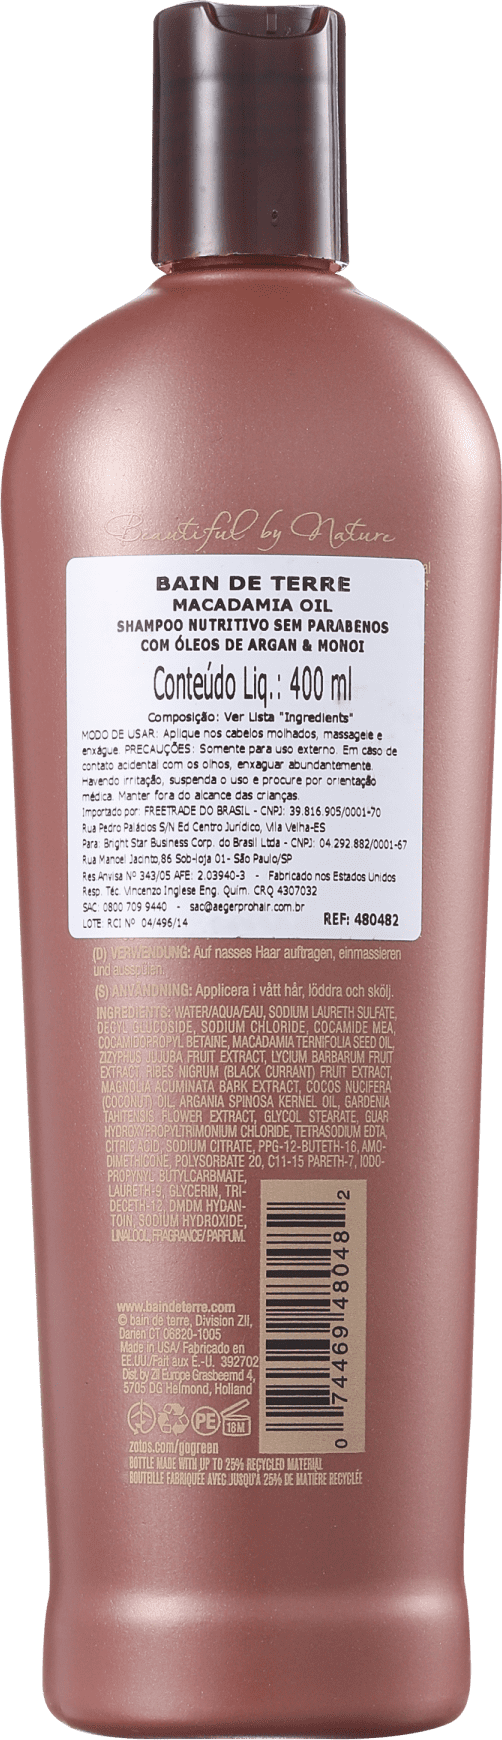 Beautiful by Nature
BAIN DE TERRE
MACADAMIA OIL
SHAMPOO NUTRITIVO SEM PARABENOS
COM ÓLEOS DE ARGAN & MONOI
Conteúdo Liq.: 400 ml
Composição: Ver Lista "Ingredients"
MODO DE USAR: Aplique nos cabelos molhados, massageie e
enxágue. PRECAUÇÕES: Somente para uso externo. Em caso de
contato acidental com os olhos, enxaguar abundantemente.
Havendo irritação, suspenda o uso e procure por orientação
médica. Manter fora do alcance das crianças.
Importado por: FREETRADE DO BRASIL - CNPJ: 39.816.905/0001-70
Rua Pedro Palácios S/N Ed Centro Jurídico, Vila Velha-ES
Para: Bright Star Business Corp. do Brasil Ltda - CNPJ: 04.292.882/0001-67
Rua Manoel Jacinto,86 Sob-loja 01- São Paulo/SP
Res Anvisa Nº 343/05 AFE: 2.03940-3 - Fabricado nos Estados Unidos
Resp. Téc. Vincenzo Inglese Eng. Quim. CRQ 4307032
SAC: 0800 709 9440 - sac@aegerprohair.com.br
LOTE: RCI Nº 04/496/14 REF: 480482
(D) VERWENDUNG: Auf nasses Haar auftragen, einmassieren
und ausspülen.
(S) ANVÄNDNING: Applicera i vått hår, löddra och skölj.
INGREDIENTS: WATER/AQUA/EAU, SODIUM LAURETH SULFATE,
DECYL GLUCOSIDE, SODIUM CHLORIDE, COCAMIDE MEA,
COCAMIDOPROPYL BETAINE, MACADAMIA TERNIFOLIA SEED OIL,
ZIZYPHUS JUJUBA FRUIT EXTRACT, LYCIUM BARBARUM FRUIT
EXTRACT, RIBES NIGRUM (BLACK CURRANT) FRUIT EXTRACT,
MAGNOLIA ACUMINATA BARK EXTRACT, COCOS NUCIFERA
(COCONUT) OIL, ARGANIA SPINOSA KERNEL OIL, GARDENIA
TAHITENSIS FLOWER EXTRACT, GLYCOL STEARATE, GUAR
HYDROXYPROPYLTRIMONIUM CHLORIDE, TETRASODIUM EDTA,
CITRIC ACID, SODIUM CITRATE, PPG-12-BUTETH-16, AMO-
DIMETHICONE, POLYSORBATE 20, C11-15 PARETH-7, IODO-
PROPYNYL BUTYLCARBMATE,
LAURETH-9, GLYCERIN, TRI-
DECETH-12, DMDM HYDAN-
TOIN, SODIUM HYDROXIDE,
LINALOOL, FRAGRANCE/PARFUM.
www.baindeterre.com
© bain de terre, Division ZII,
Darien CT 06820-1005
Made in USA/ Fabricado en
EE.UU./Fait aux É.-U. 392702
Dist by Zil Europe Grasbeemd 4,
5705 DG Helmond, Holland
PE
18M
zotos.com/gogreen
BOTTLE MADE WITH UP TO 25% RECYCLED MATERIAL
BOUTEILLE FABRIQUÉE AVEC JUSQU'À 25% DE MATIÈRE RECYCLÉE
0 74469 48048 2